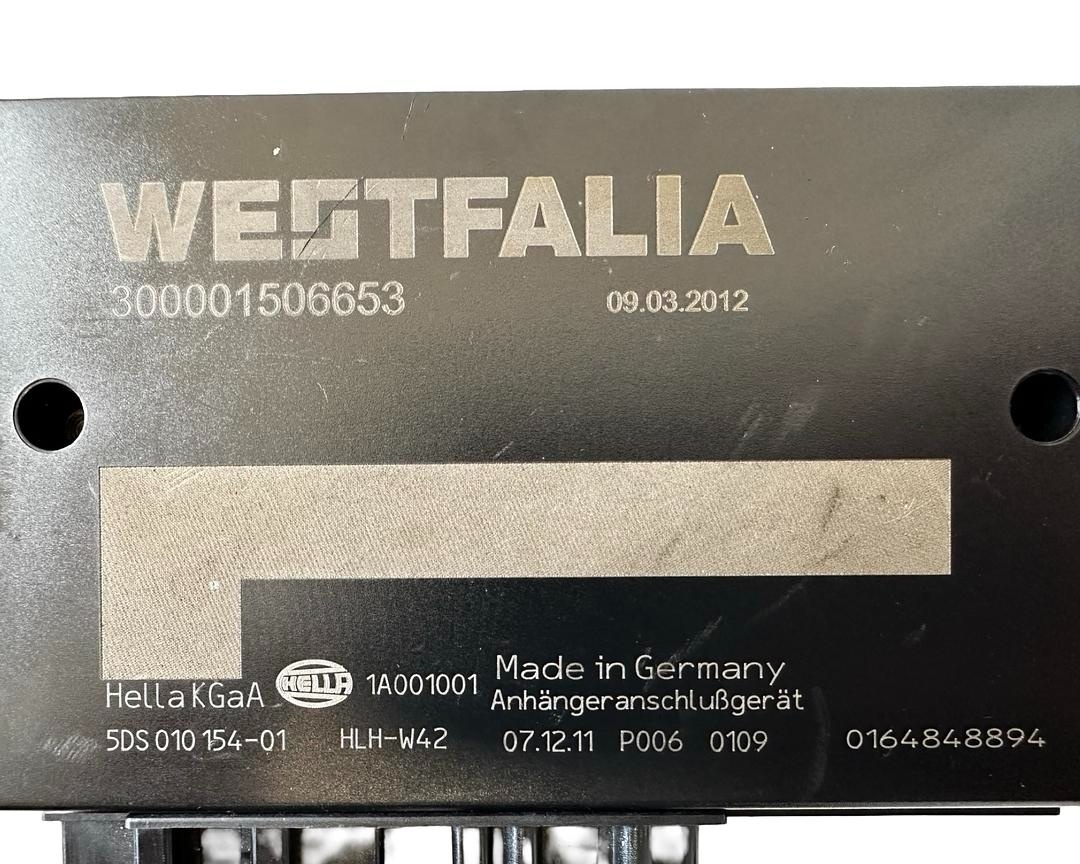 WESTFALIA
300001506653 09.03.2012
Hella KGaA HELLA 1A001001 Made in Germany
Anhängeranschlußgerät
5DS 010 154-01 HLH-W42 07.12.11 P006 0109 0164848894